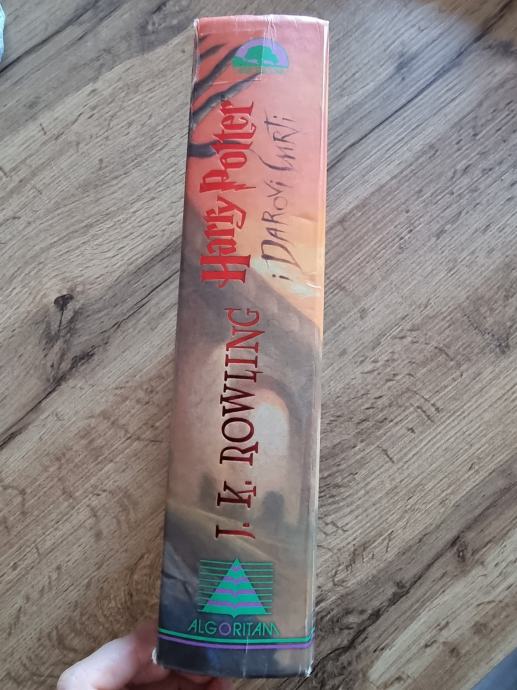 J. K. ROWLING
Harry Potter
i DAROVi SMRTi
ALGORITAM